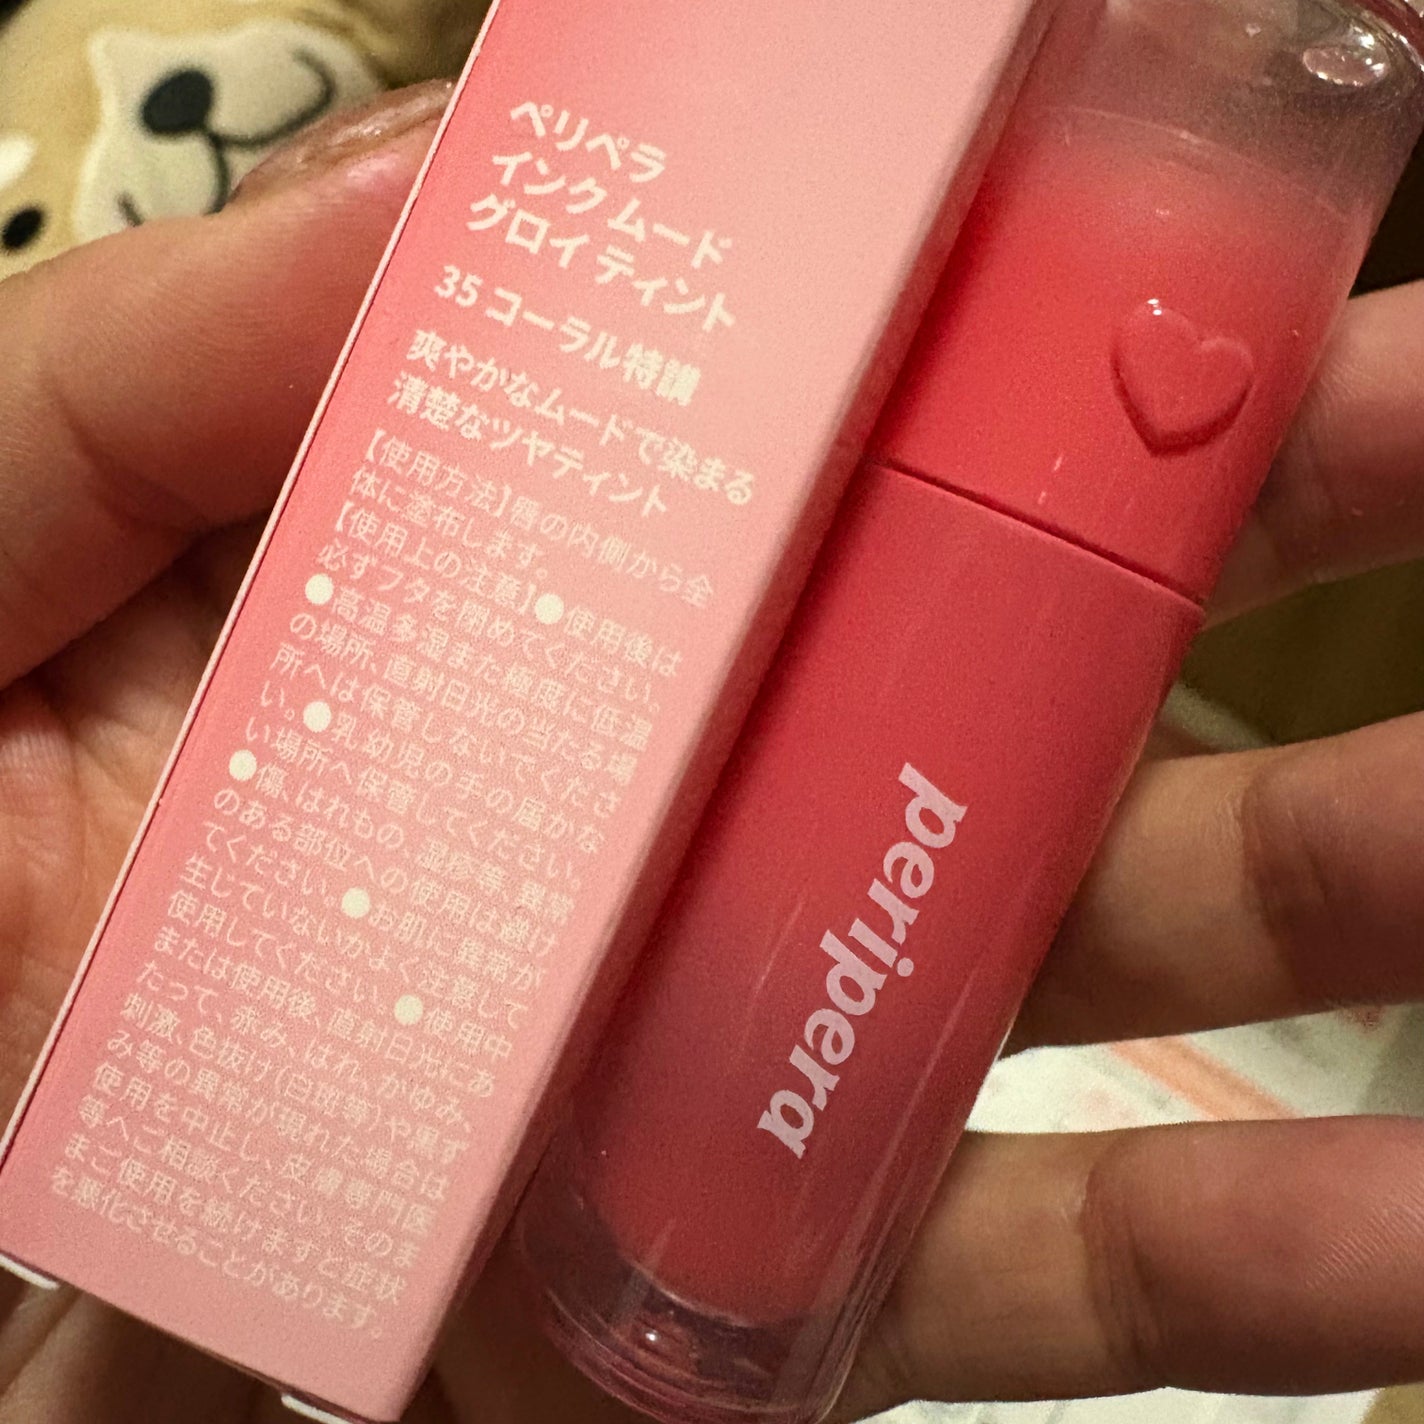 ペリペラ
インク ムード
グロイ ティント
35 コーラル特講
爽やかなムードで染まる
清楚なツヤティント
【使用方法】唇の内側から全
体に塗布します。
【使用上の注意】●使用後は
必ずフタを閉めてください。
●高温多湿また極度に低温
の場所、直射日光の当たる場
所へは保管しないでくださ
い。●乳幼児の手の届かな
い場所へ保管してください。
●傷、はれもの、湿疹等、異常
のある部位への使用は避け
てください。●お肌に異常が
生じていないかよく注意して
使用してください。●使用中
または使用後、直射日光にあ
たって、赤み、はれ、かゆみ、
刺激、色抜け(白斑等)や黒ず
み等の異常が現れた場合は
使用を中止し、皮膚専門医
等へご相談ください。そのま
まご使用を続けますと症状
を悪化させることがあります。
peripera